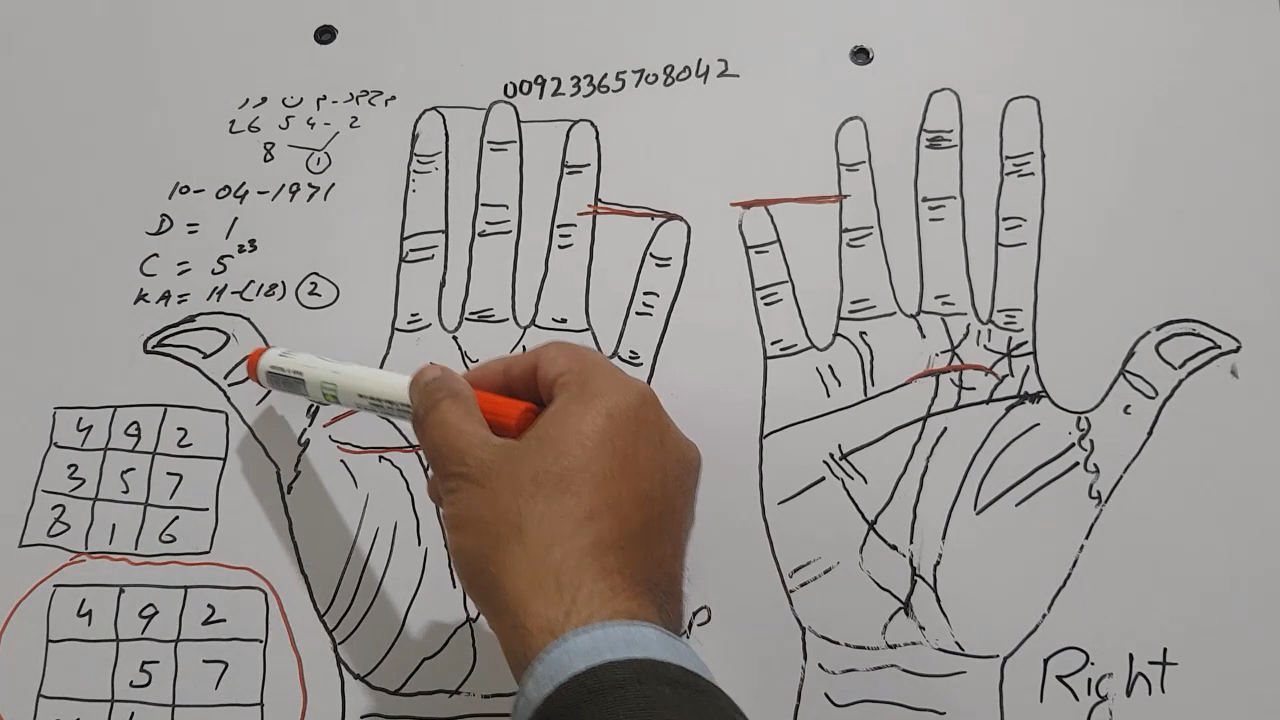 00923365708042
26 5 4 - 2
8 1
10-04-1971
D = 1
C = 5 23
KA = 11-(18) 2
4 9 2
3 5 7
8 1 6
4 9 2
5 7
Right